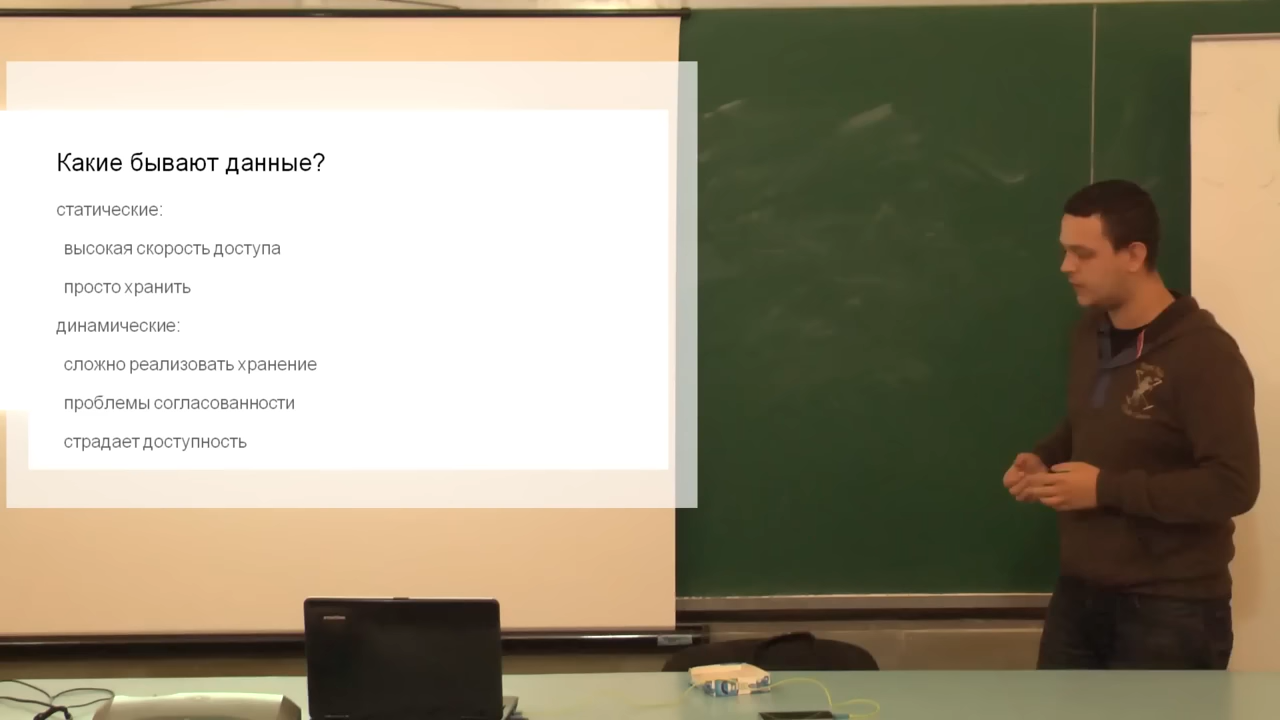 Какие бывают данные?
статические:
высокая скорость доступа
просто хранить
динамические:
сложно реализовать хранение
проблемы согласованности
страдает доступность